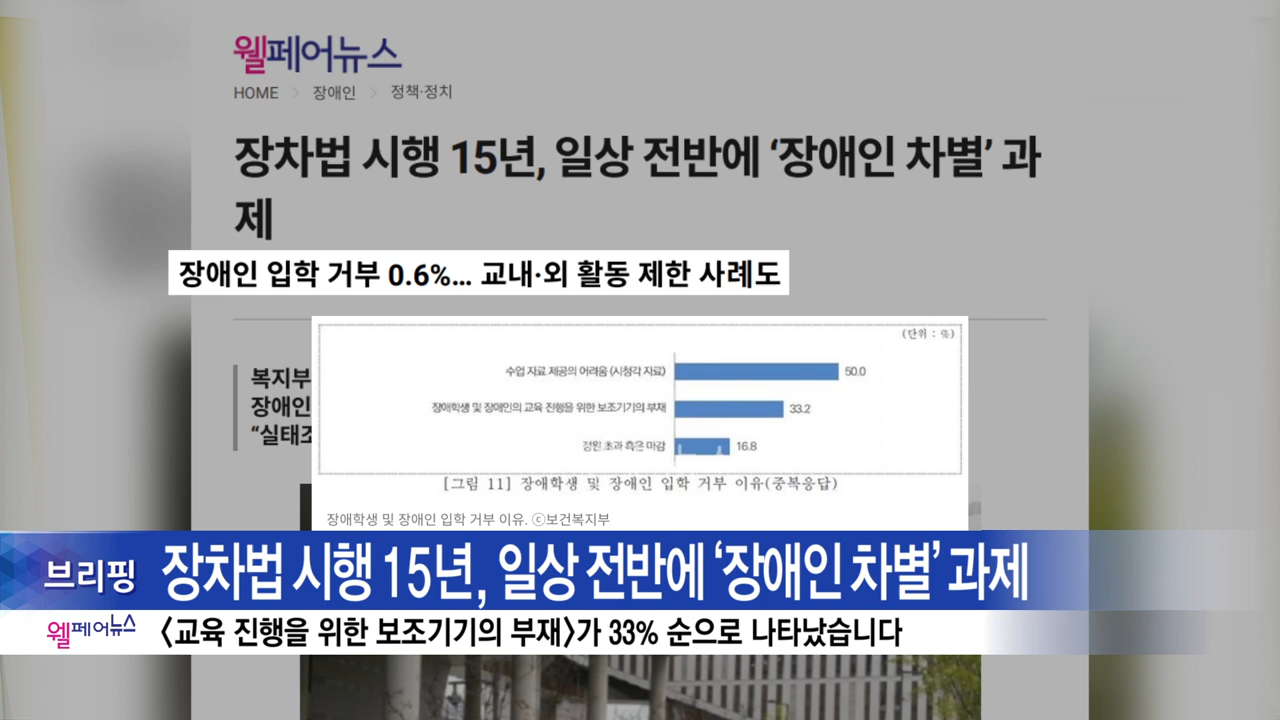 웰페어뉴스
HOME > 장애인 > 정책·정치
장차법 시행 15년, 일상 전반에 ‘장애인 차별’ 과
제
장애인 입학 거부 0.6%... 교내·외 활동 제한 사례도
(단위 : %)
복지부
장애인
“실태조
수업 자료 제공의 어려움 (시청각 자료) 50.0
장애학생 및 장애인의 교육 진행을 위한 보조기기의 부재 33.2
정원 초과 혹은 마감 16.8
[그림 11] 장애학생 및 장애인 입학 거부 이유(중복응답)
장애학생 및 장애인 입학 거부 이유. ⓒ보건복지부
브리핑 장차법 시행 15년, 일상 전반에 ‘장애인 차별’ 과제
웰페어뉴스 <교육 진행을 위한 보조기기의 부재>가 33% 순으로 나타났습니다